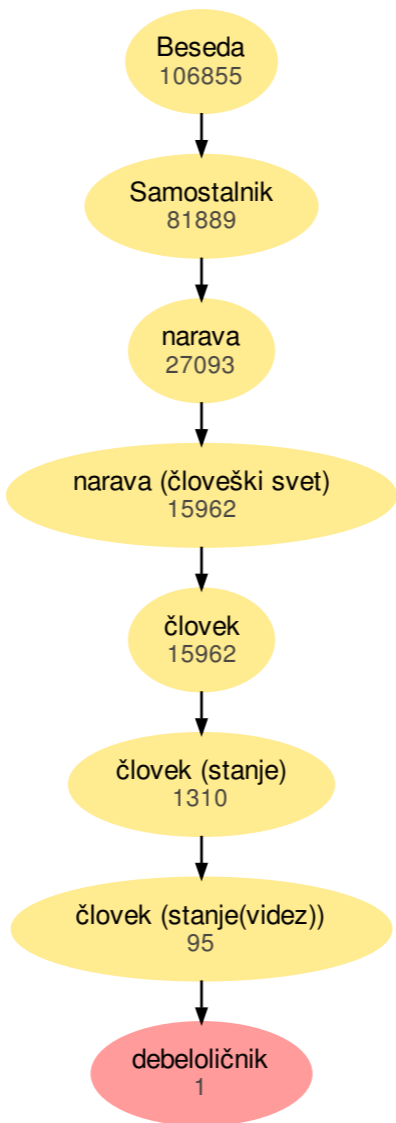 Beseda
106855
Samostalnik
81889
narava
27093
narava (človeški svet)
15962
človek
15962
človek (stanje)
1310
človek (stanje(videz))
95
debeloličnik
1